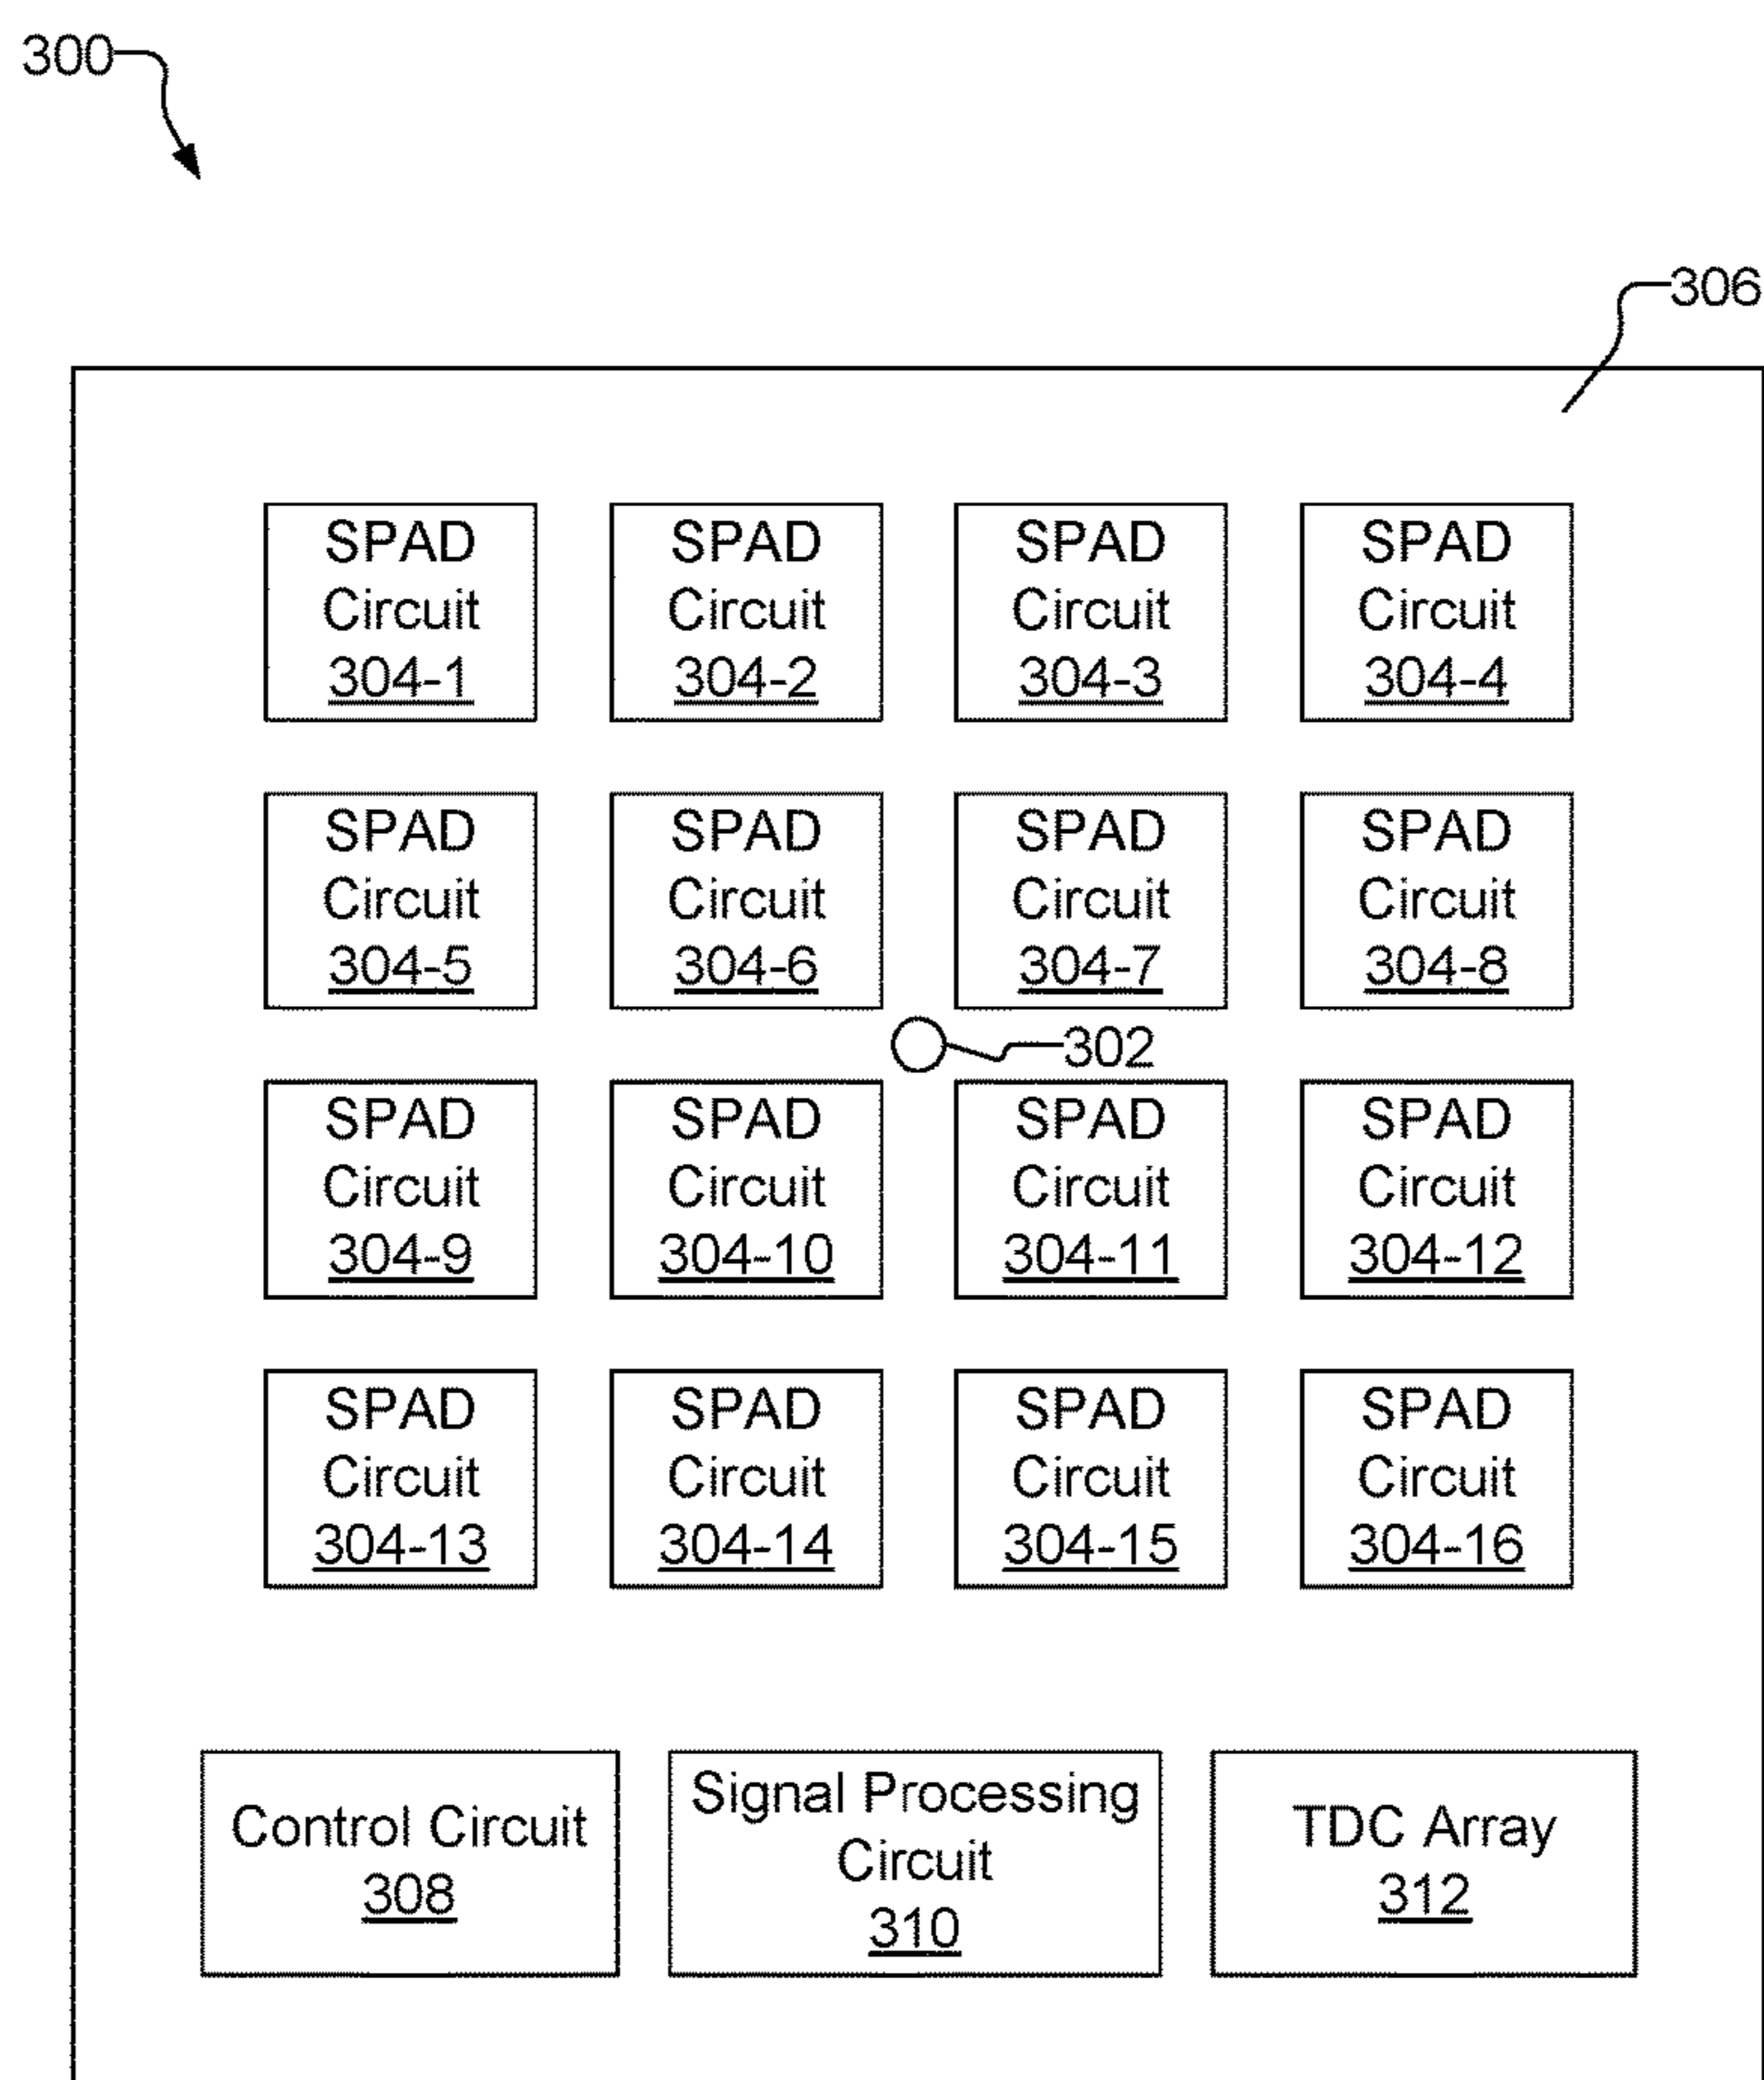 300
306
SPAD SPAD SPAD SPAD
Circuit Circuit Circuit Circuit
304-1 304-2 304-3 304-4
SPAD SPAD SPAD SPAD
Circuit Circuit Circuit Circuit
304-5 304-6 304-7 304-8
302
SPAD SPAD SPAD SPAD
Circuit Circuit Circuit Circuit
304-9 304-10 304-11 304-12
SPAD SPAD SPAD SPAD
Circuit Circuit Circuit Circuit
304-13 304-14 304-15 304-16
Control Circuit
308
Signal Processing
Circuit
310
TDC Array
312